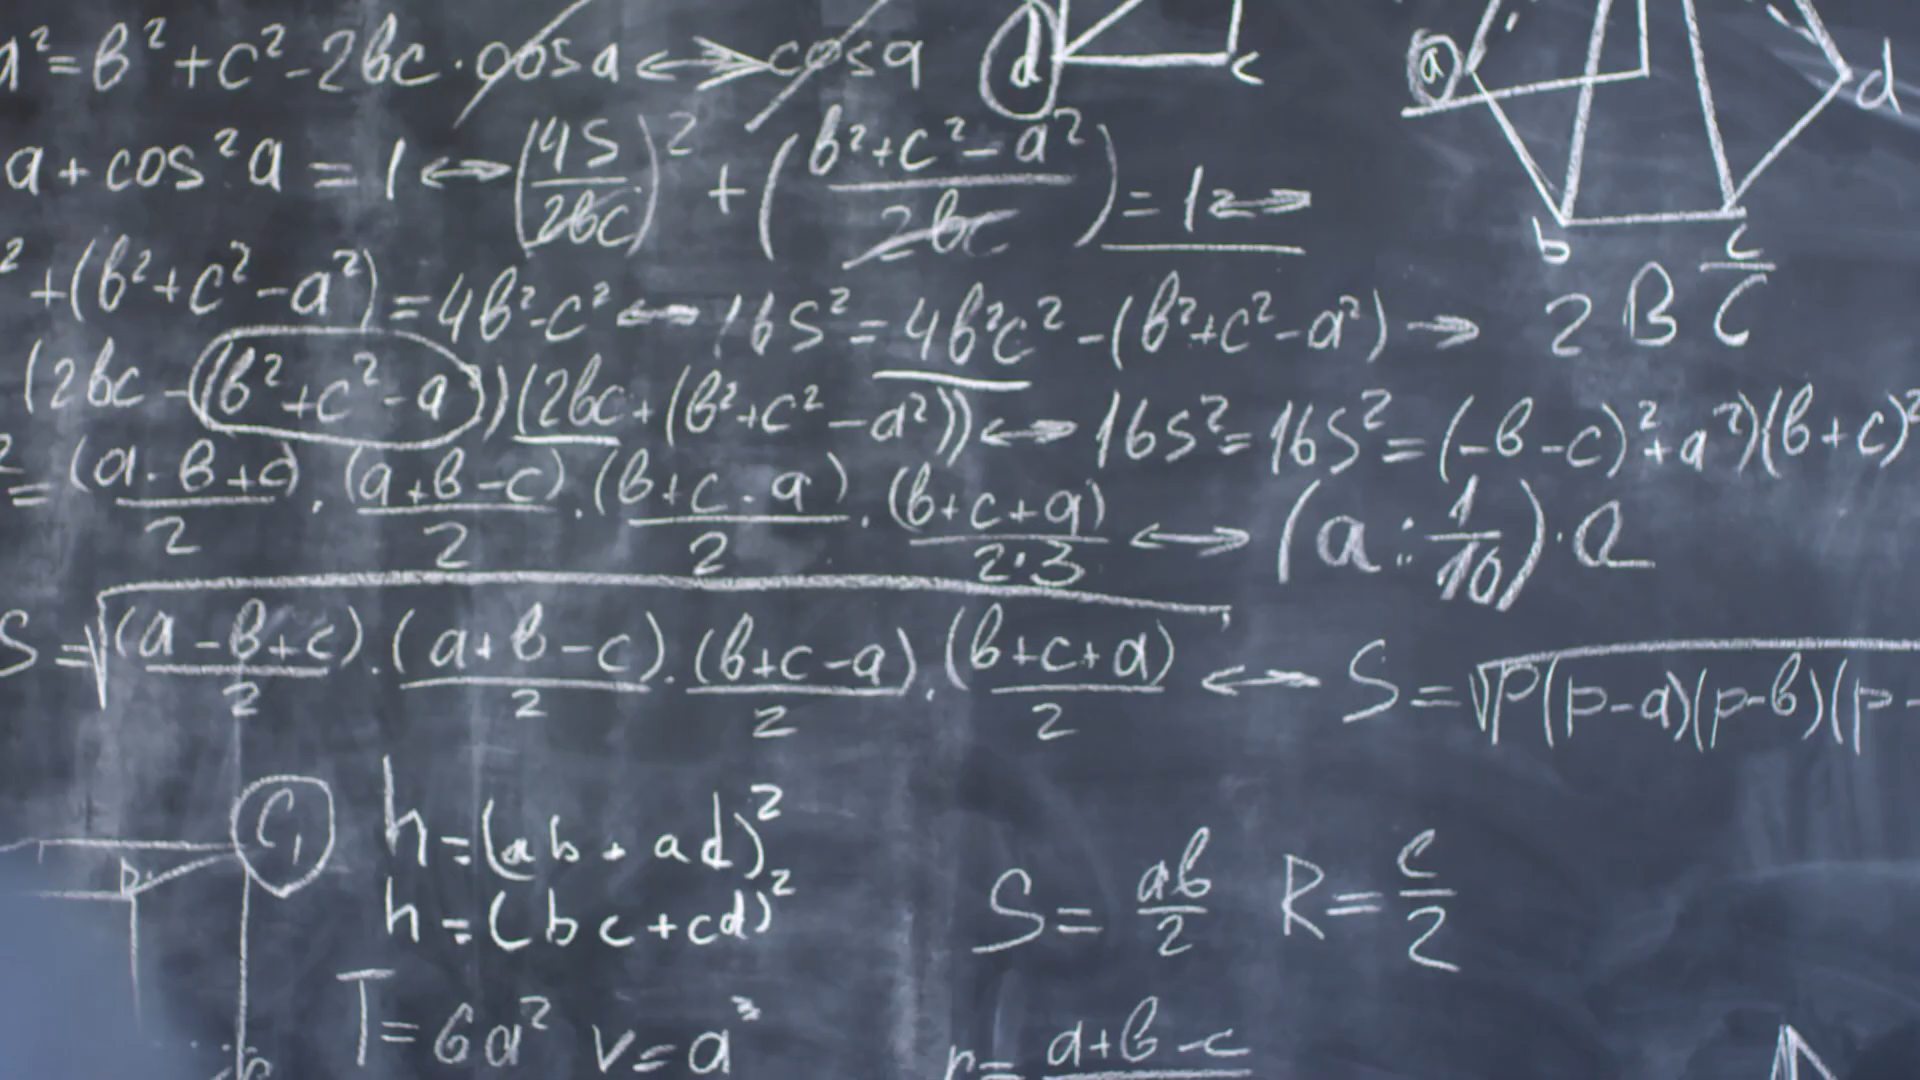 a²=b²+c²-2bc·cosa⟷cosa
d
c
a
d
a+cos²a=1⟷(4S/2bc)²+(b²+c²-a²/2bc)=1⟷
b
c
²+(b²+c²-a²)=4b²-c²⟷16S²=4b²c²-(b²+c²-a²)→
2 B C
(2bc-(b²+c²-a))(2bc+(b²+c²-a²))⟷16S²=16S²=(-b-c)²+a²)(b+c)²
²=(a-b+c)/2·(a+b-c)/2·(b+c-a)/2·(b+c+a)/2·3⟷(a:1/10)·a
S=√(a-b+c)/2·(a+b-c)/2·(b+c-a)/2·(b+c+a)/2⟷S=√p(p-a)(p-b)(p-
C₁
h=(ab+ad)²
h=(bc+cd)²
S=ab/2 R=c/2
T=6a² v=a³
r=a+b-c